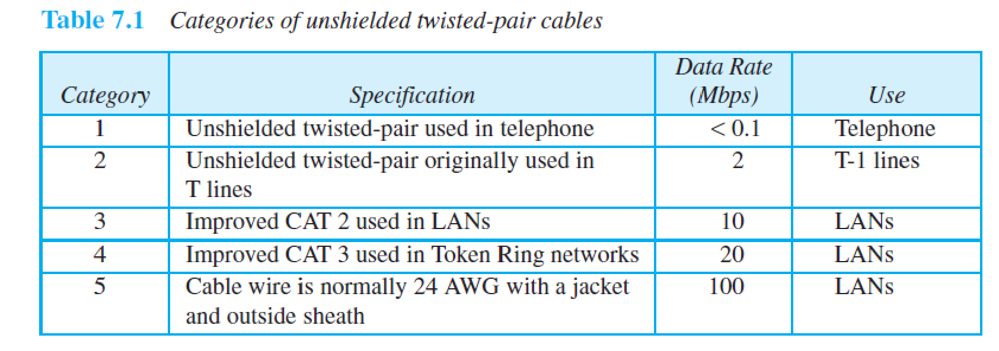 Table 7.1 Categories of unshielded twisted-pair cables
Data Rate
Category Specification (Mbps) Use
1 Unshielded twisted-pair used in telephone < 0.1 Telephone
2 Unshielded twisted-pair originally used in 2 T-1 lines
T lines
3 Improved CAT 2 used in LANs 10 LANs
4 Improved CAT 3 used in Token Ring networks 20 LANs
5 Cable wire is normally 24 AWG with a jacket 100 LANs
and outside sheath